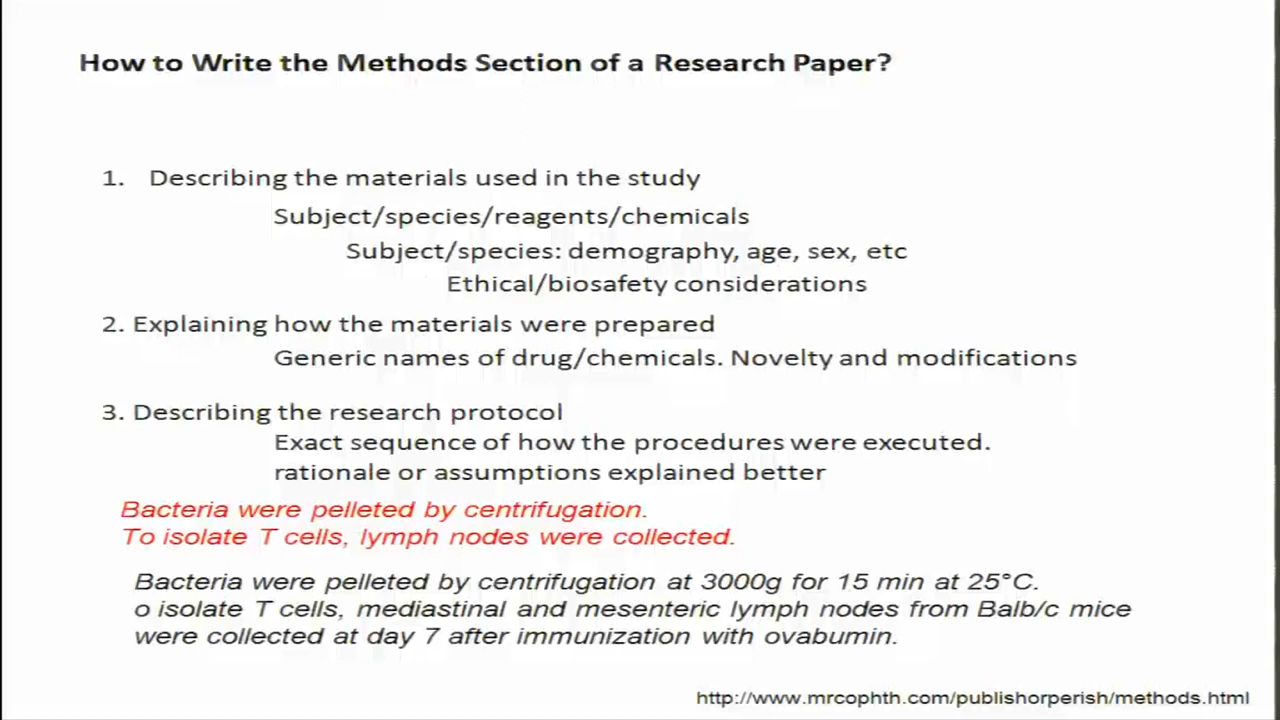 How to Write the Methods Section of a Research Paper?
1. Describing the materials used in the study
Subject/species/reagents/chemicals
Subject/species: demography, age, sex, etc
Ethical/biosafety considerations
2. Explaining how the materials were prepared
Generic names of drug/chemicals. Novelty and modifications
3. Describing the research protocol
Exact sequence of how the procedures were executed.
rationale or assumptions explained better
Bacteria were pelleted by centrifugation.
To isolate T cells, lymph nodes were collected.
Bacteria were pelleted by centrifugation at 3000g for 15 min at 25°C.
o isolate T cells, mediastinal and mesenteric lymph nodes from Balb/c mice
were collected at day 7 after immunization with ovabumin.
http://www.mrcophth.com/publishorperish/methods.html